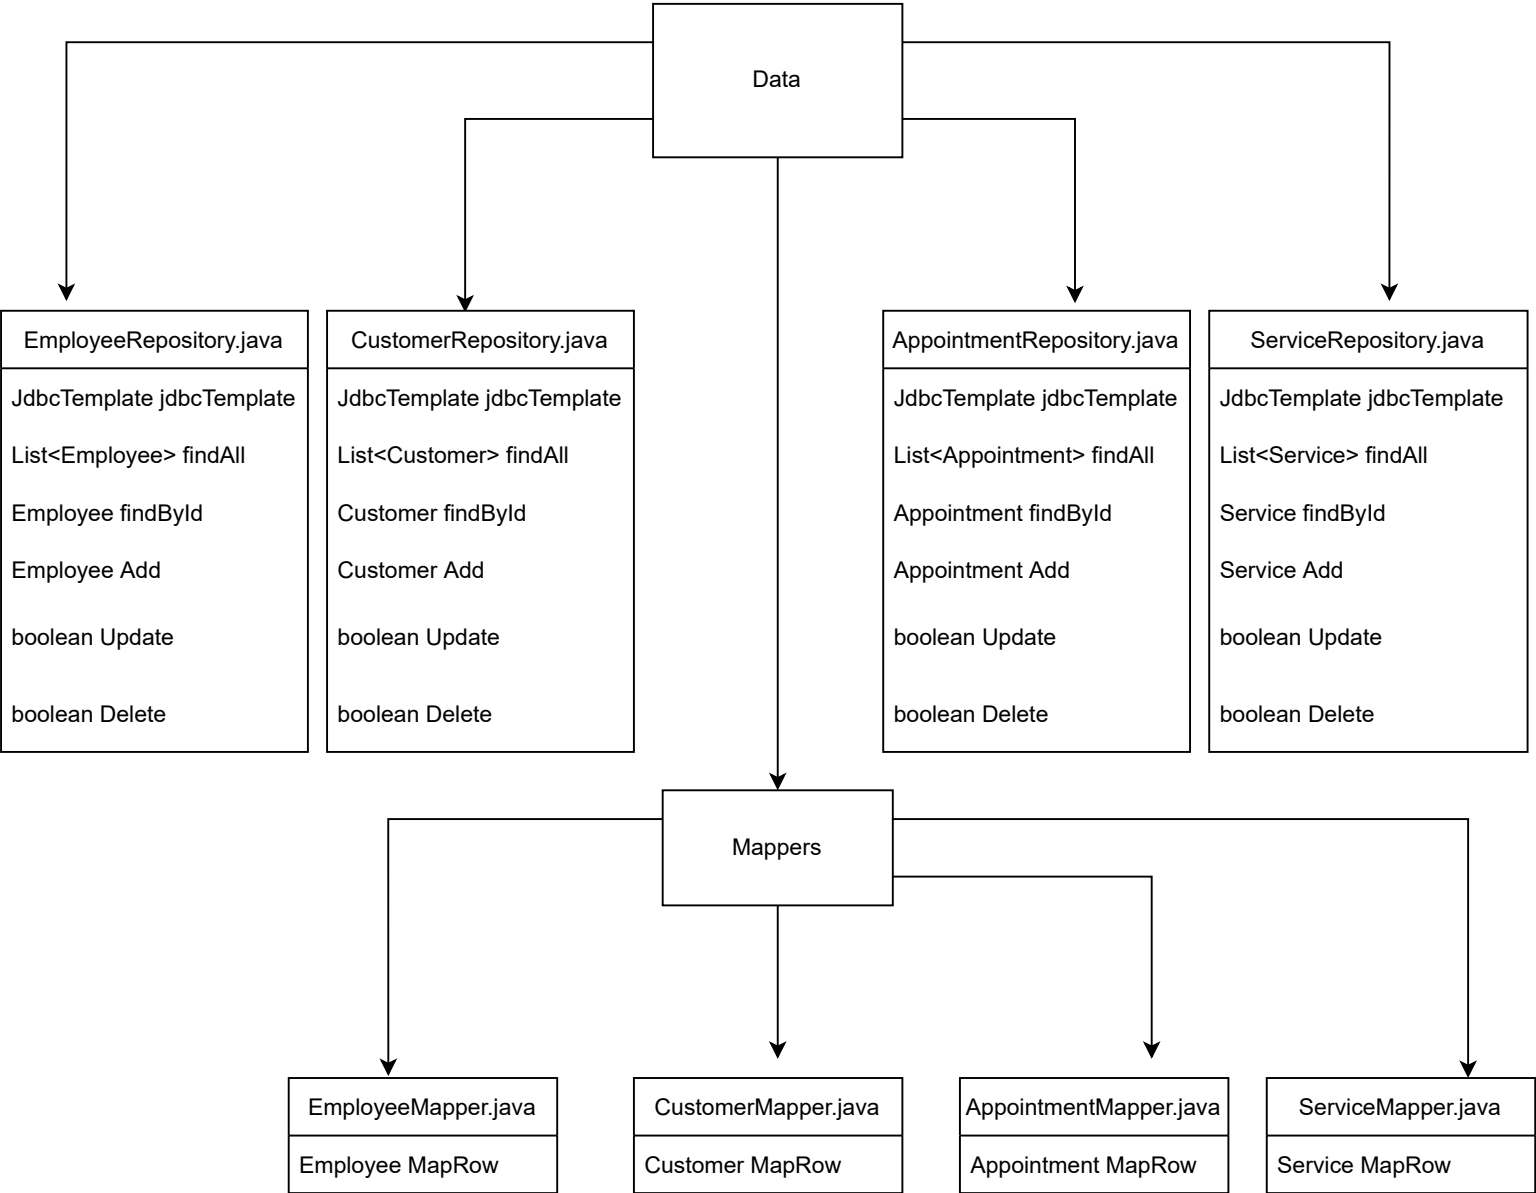 Data
EmployeeRepository.java
JdbcTemplate jdbcTemplate
List<Employee> findAll
Employee findById
Employee Add
boolean Update
boolean Delete
CustomerRepository.java
JdbcTemplate jdbcTemplate
List<Customer> findAll
Customer findById
Customer Add
boolean Update
boolean Delete
AppointmentRepository.java
JdbcTemplate jdbcTemplate
List<Appointment> findAll
Appointment findById
Appointment Add
boolean Update
boolean Delete
ServiceRepository.java
JdbcTemplate jdbcTemplate
List<Service> findAll
Service findById
Service Add
boolean Update
boolean Delete
Mappers
EmployeeMapper.java
Employee MapRow
CustomerMapper.java
Customer MapRow
AppointmentMapper.java
Appointment MapRow
ServiceMapper.java
Service MapRow